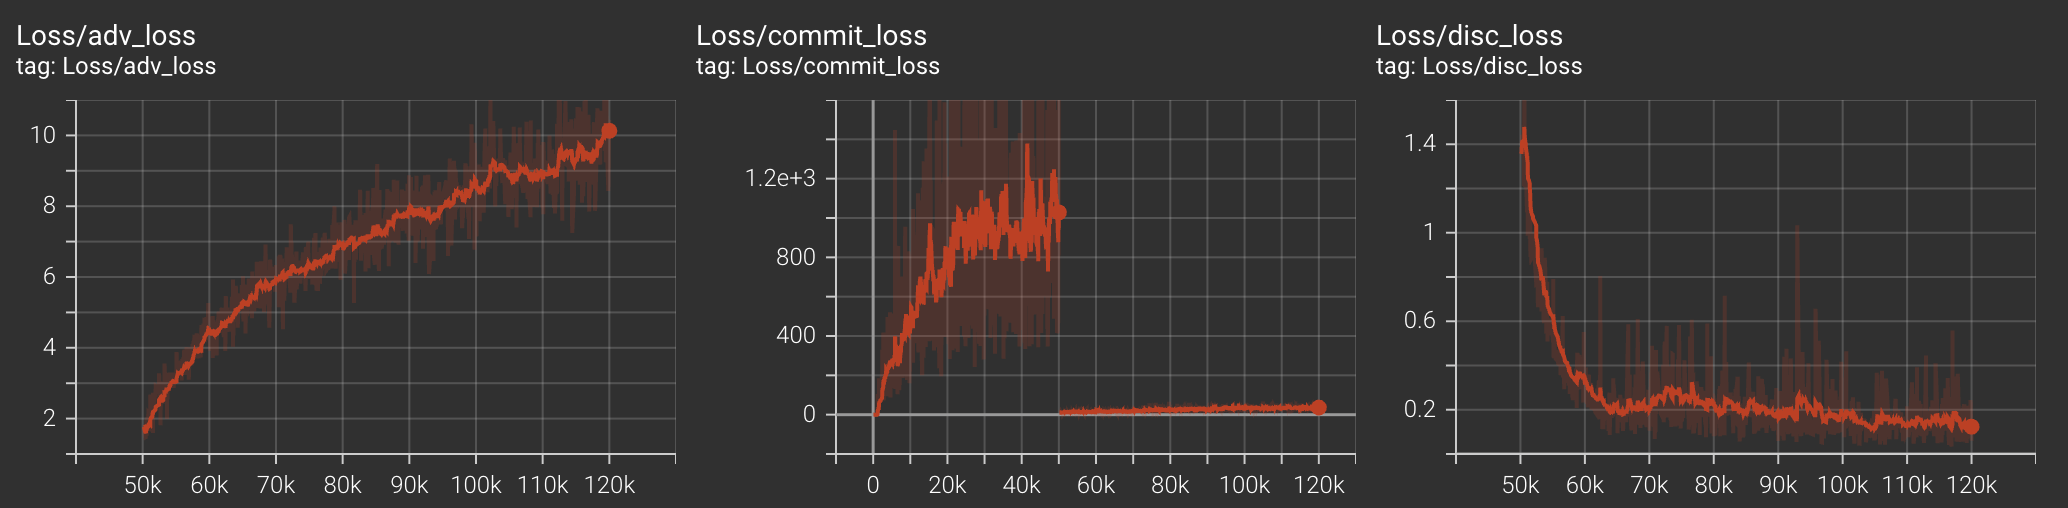 Loss/adv_loss
tag: Loss/adv_loss
10
8
6
4
2
50k 60k 70k 80k 90k 100k 110k 120k
Loss/commit_loss
tag: Loss/commit_loss
1.2e+3
800
400
0
0 20k 40k 60k 80k 100k 120k
Loss/disc_loss
tag: Loss/disc_loss
1.4
1
0.6
0.2
50k 60k 70k 80k 90k 100k 110k 120k